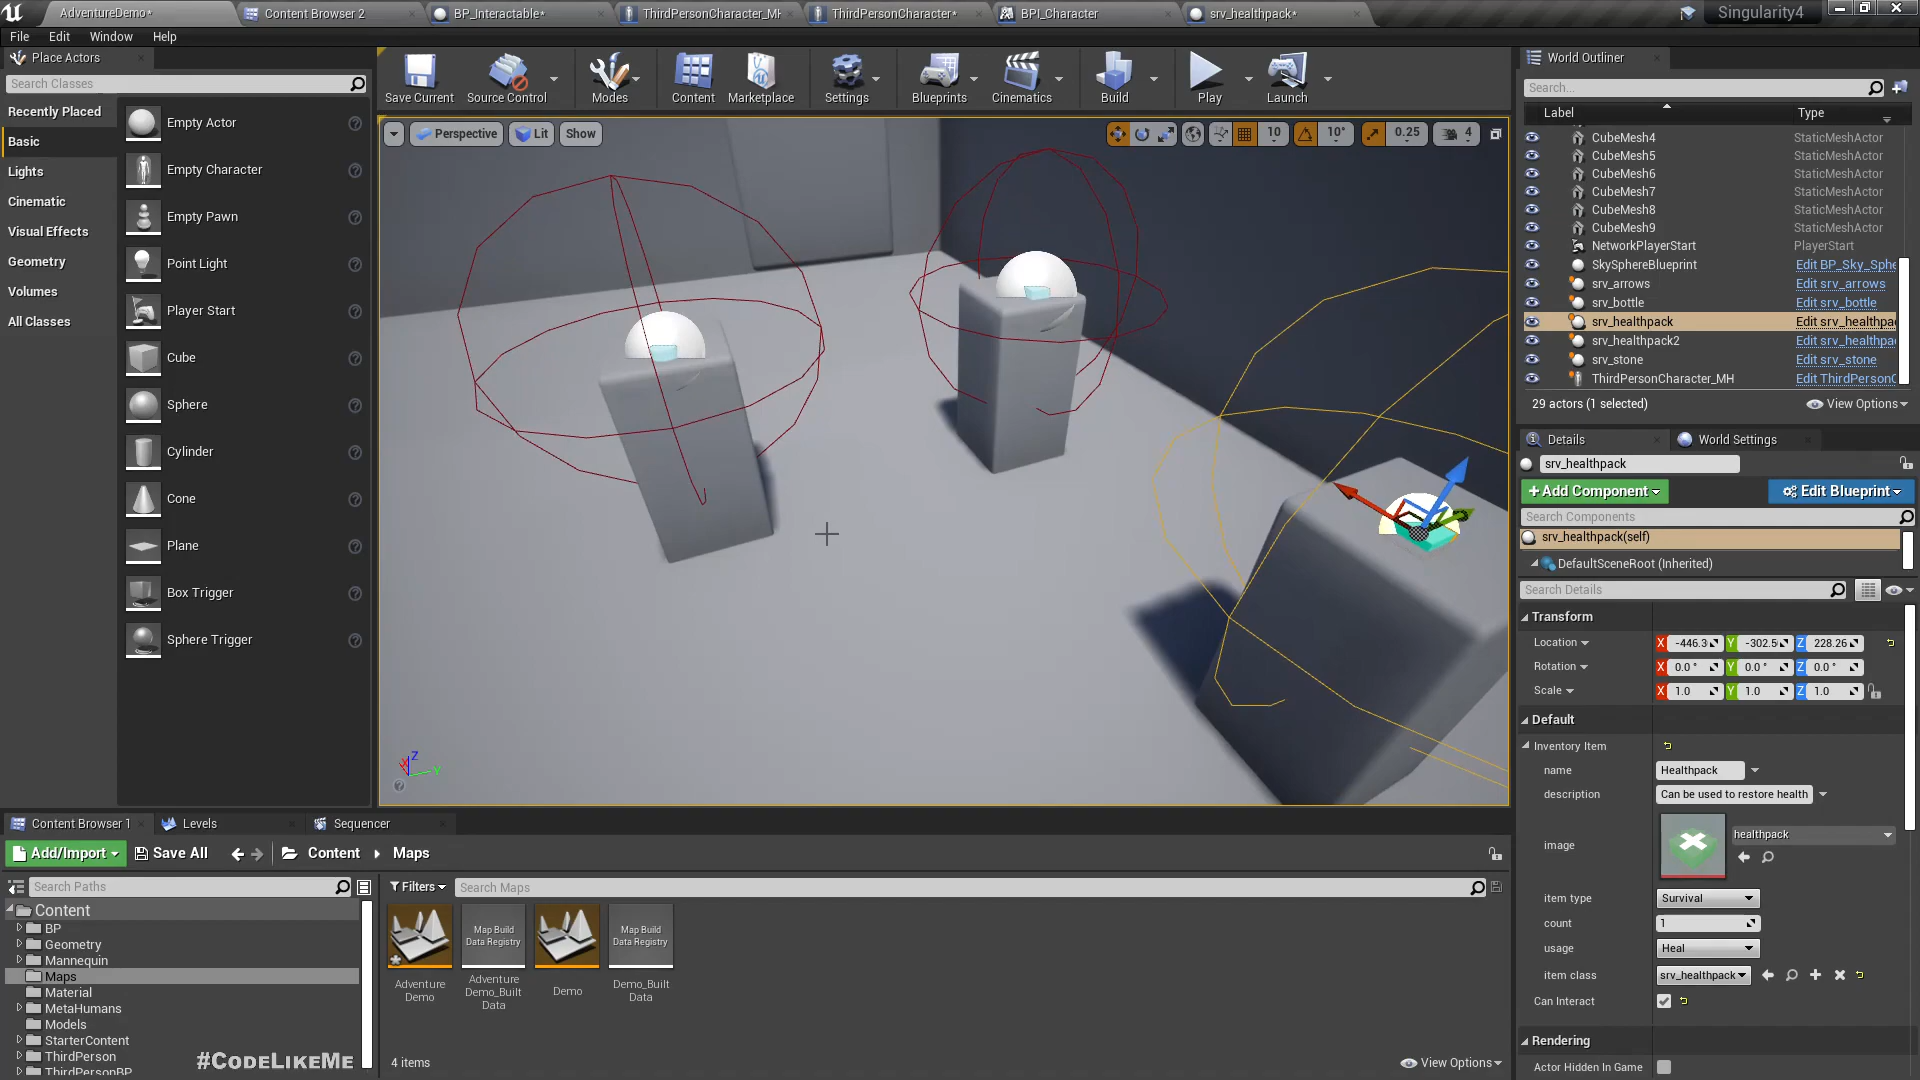 AdventureDemo*
Content Browser 2
BP_Interactable*
ThirdPersonCharacter_MH
ThirdPersonCharacter*
BPI_Character
srv_healthpack*
Singularity4
File
Edit
Window
Help
Place Actors
Search Classes
Recently Placed
Basic
Lights
Cinematic
Visual Effects
Geometry
Volumes
All Classes
Empty Actor
Empty Character
Empty Pawn
Point Light
Player Start
Cube
Sphere
Cylinder
Cone
Plane
Box Trigger
Sphere Trigger
Save Current
Source Control
Modes
Content
Marketplace
Settings
Blueprints
Cinematics
Build
Play
Launch
Perspective
Lit
Show
10
10°
0.25
4
X
Z
Y
World Outliner
Search...
Label
Type
CubeMesh4 StaticMeshActor
CubeMesh5 StaticMeshActor
CubeMesh6 StaticMeshActor
CubeMesh7 StaticMeshActor
CubeMesh8 StaticMeshActor
CubeMesh9 StaticMeshActor
NetworkPlayerStart PlayerStart
SkySphereBlueprint Edit BP_Sky_Sphe
srv_arrows Edit srv_arrows
srv_bottle Edit srv_bottle
srv_healthpack Edit srv_healthpa
srv_healthpack2 Edit srv_healthpa
srv_stone Edit srv_stone
ThirdPersonCharacter_MH Edit ThirdPersonC
29 actors (1 selected)
View Options
Details
World Settings
srv_healthpack
+Add Component
Edit Blueprint
Search Components
srv_healthpack(self)
DefaultSceneRoot (Inherited)
Search Details
Transform
Location X -446.3 Y -302.5 Z 228.26
Rotation X 0.0 ° Y 0.0 ° Z 0.0 °
Scale X 1.0 Y 1.0 Z 1.0
Default
Inventory Item
name Healthpack
description Can be used to restore health
image healthpack
item type Survival
count 1
usage Heal
item class srv_healthpack
Can Interact
Rendering
Actor Hidden In Game
Content Browser 1
Levels
Sequencer
Add/Import
Save All
Content
Maps
Search Paths
Filters
Search Maps
Content
BP
Geometry
Mannequin
Maps
Material
MetaHumans
Models
StarterContent
ThirdPerson
ThirdPersonBP
#CodeLikeMe
Adventure
Demo
Map Build
Data Registry
Adventure
Demo_Built
Data
Demo
Map Build
Data Registry
Demo_Built
Data
4 items
View Options